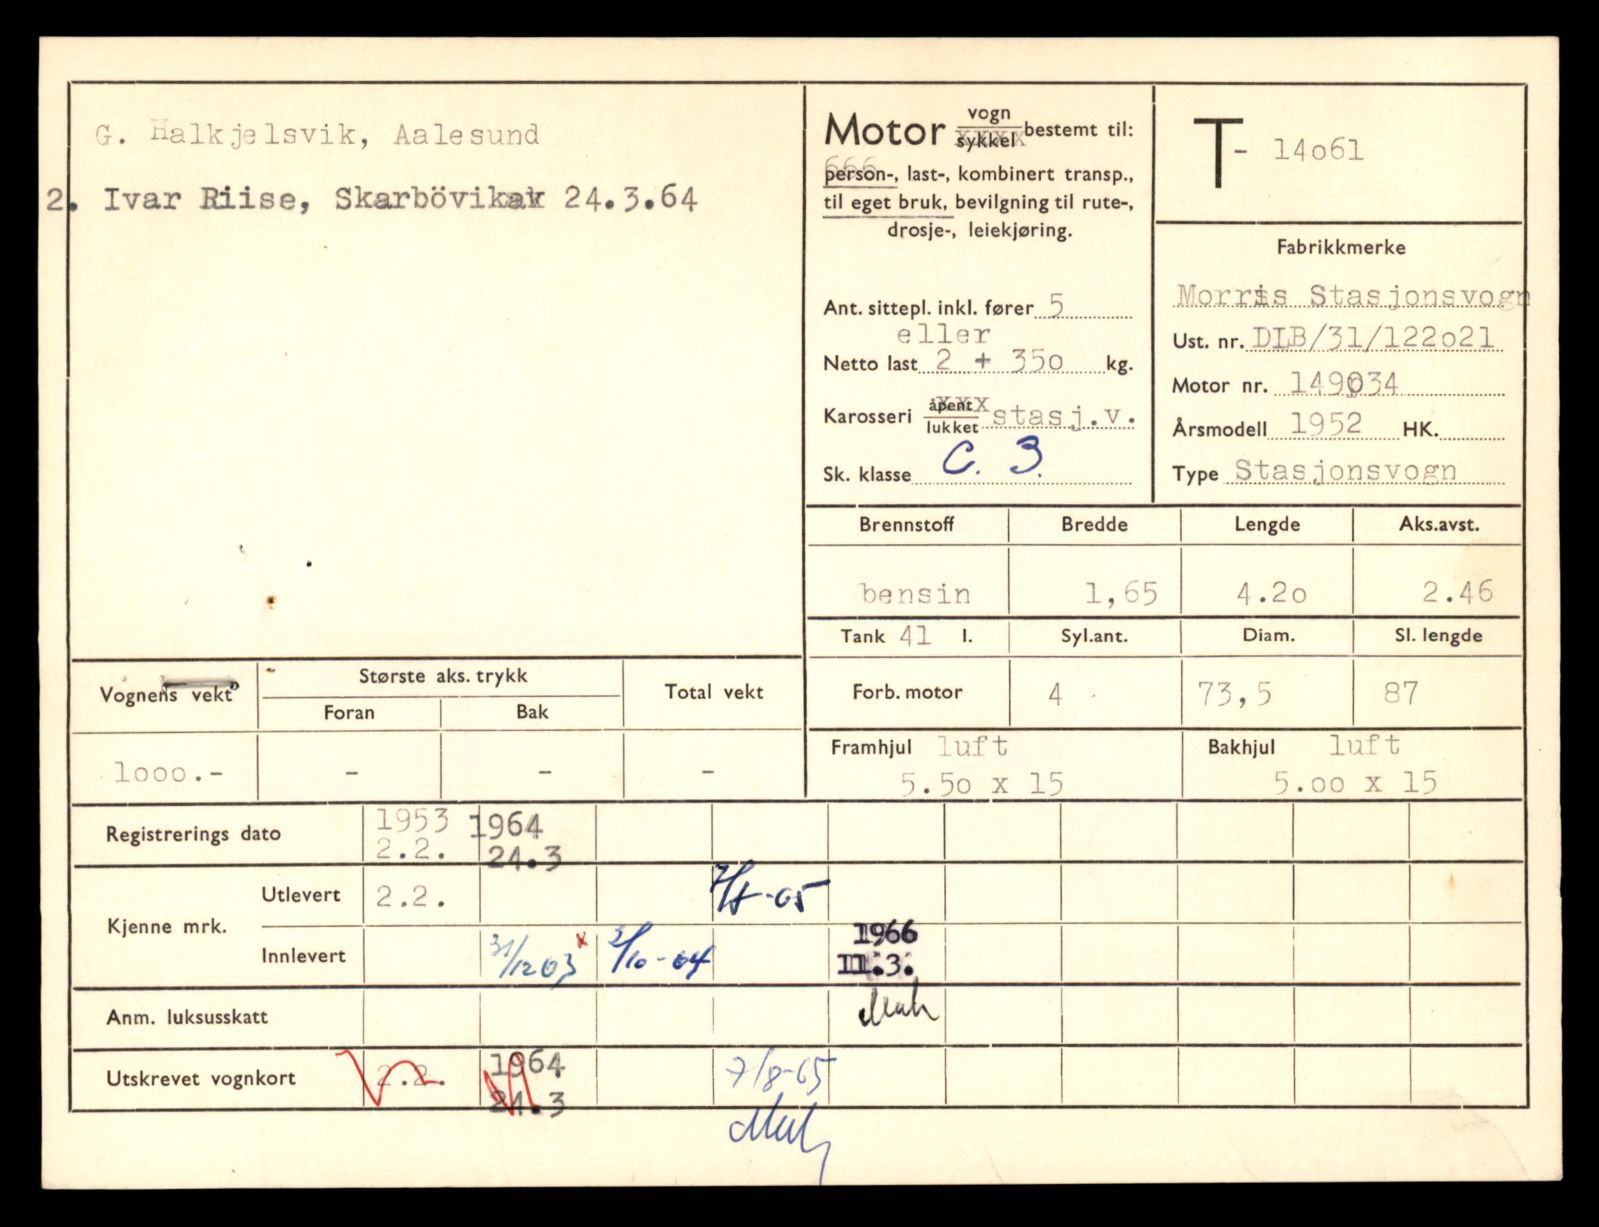 G. Halkjelsvik, Aalesund
2. Ivar Riise, Skarbövik 24.3.64
Motor vogn sykkel bestemt til:
person-, last-, kombinert transp.,
til eget bruk, bevilgning til rute-,
drosje-, leiekjøring.
Ant. sittepl. inkl. fører 5
eller
Netto last 2 + 350 kg.
Karosseri åpent lukket stasj.v.
Sk. klasse C. 3.
T- 14o61
Fabrikkmerke
Morris Stasjonsvogn
Ust. nr. DLB/31/122o21
Motor nr. 149034
Årsmodell 1952 HK.
Type Stasjonsvogn
Brennstoff Bredde Lengde Aks.avst.
bensin 1,65 4.2o 2.46
Tank 41 l. Syl.ant. Diam. Sl. lengde
Forb. motor 4 73,5 87
Framhjul luft Bakhjul luft
5.5o x 15 5.oo x 15
Vognens vekt Største aks. trykk Total vekt
Foran Bak
1ooo.- - - -
Registrerings dato 1953 1964
2.2. 24.3
Kjenne mrk. Utlevert 2.2. 7/8-65
Innlevert 31/12 63 x 2/10-64 1966
11.3.
Anm. luksusskatt
Utskrevet vognkort 2.2. 1964 7/8-65
24.3